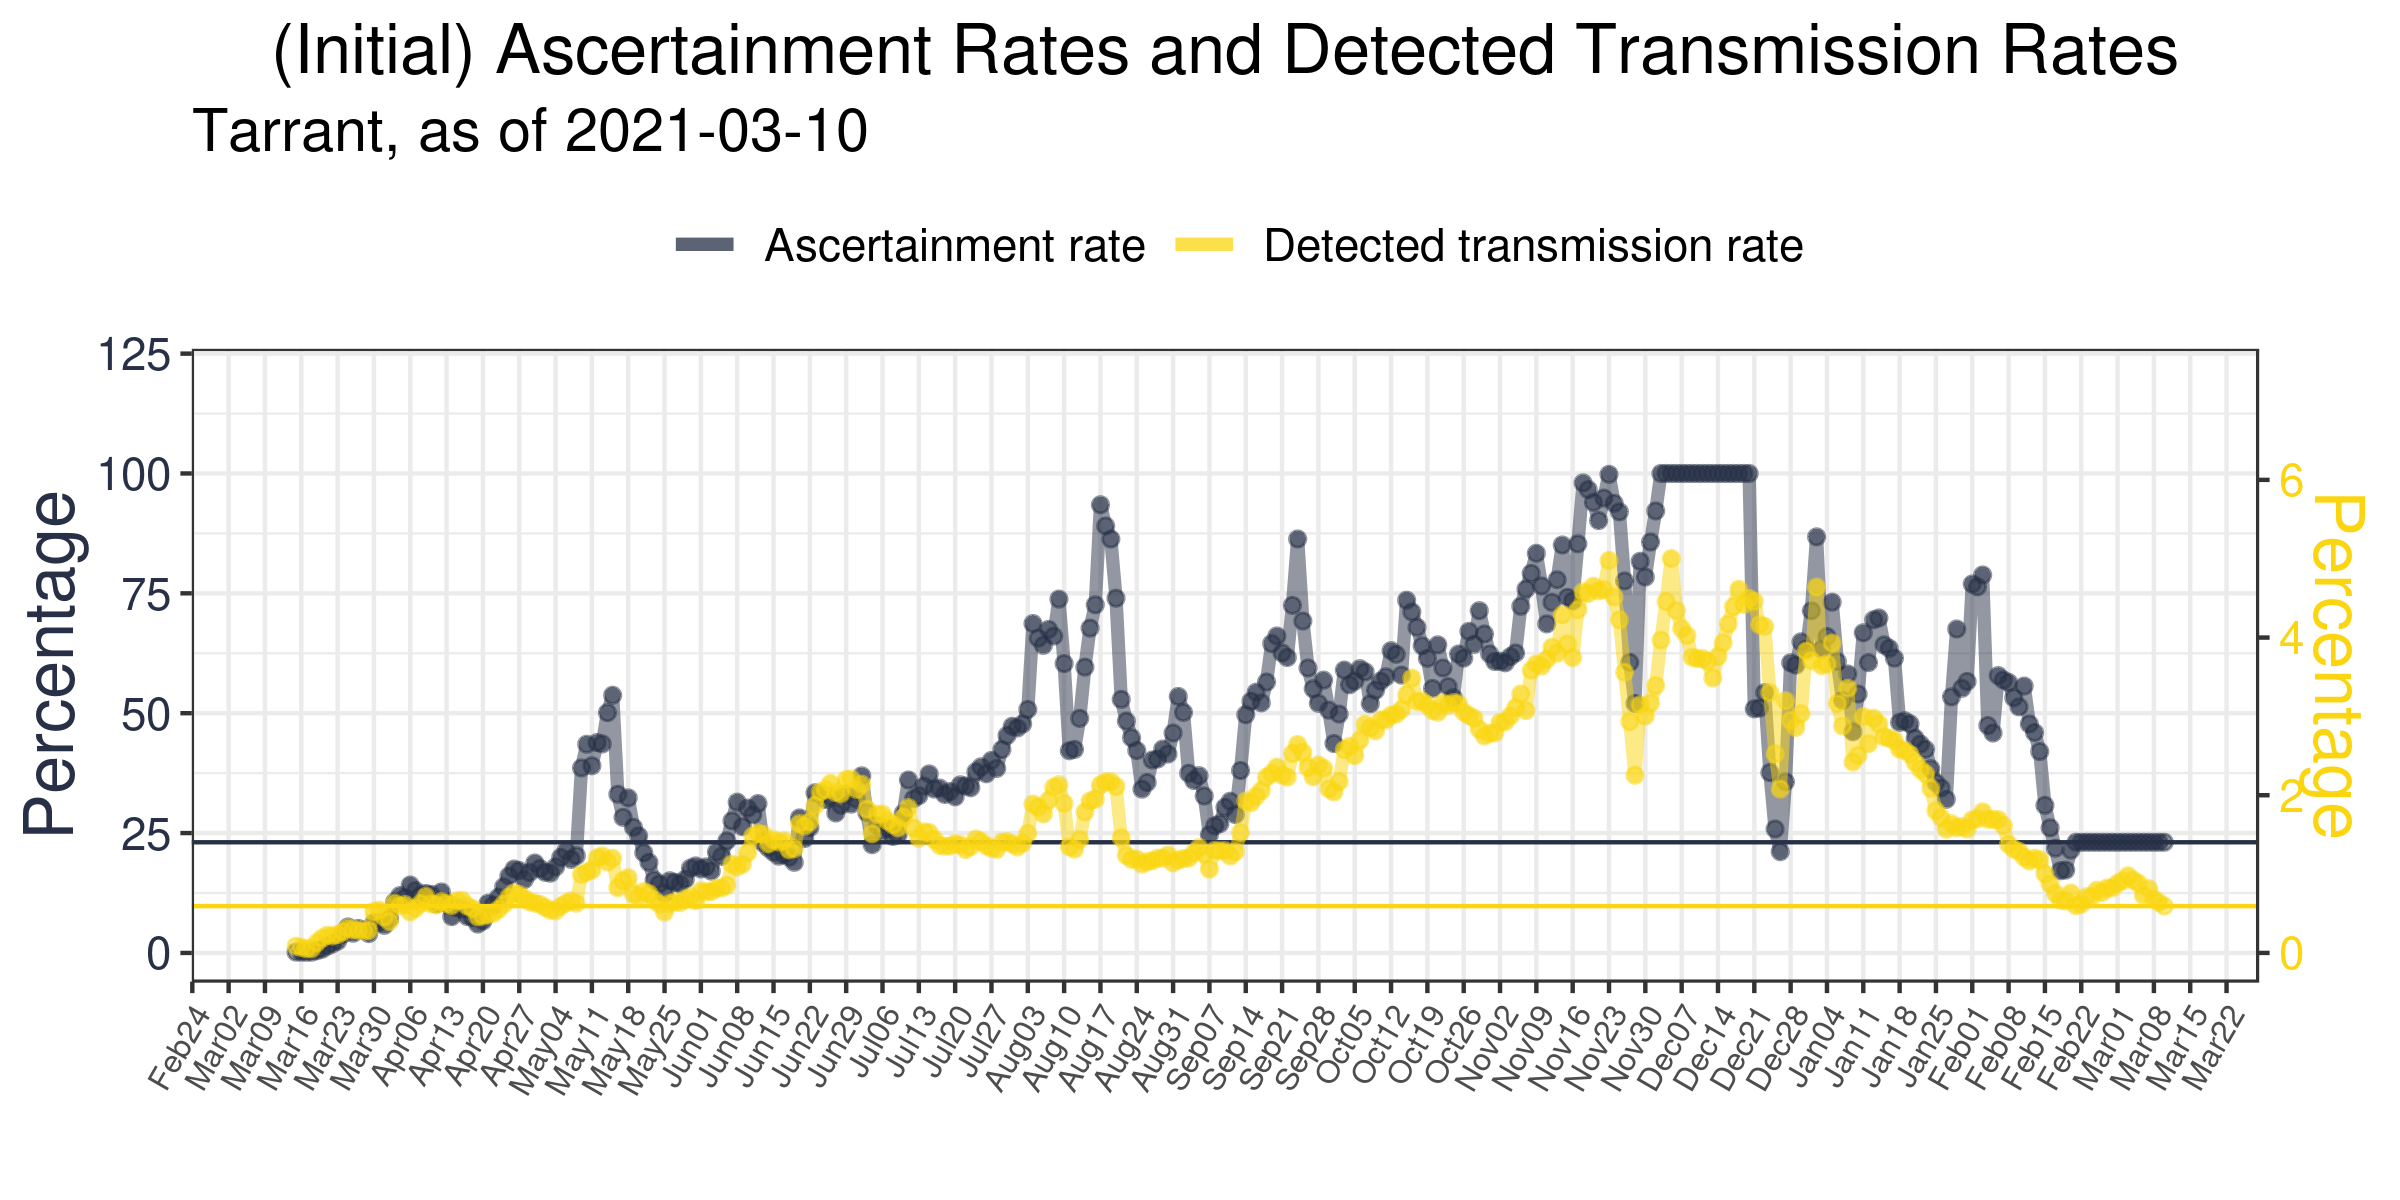 (Initial) Ascertainment Rates and Detected Transmission Rates
Tarrant, as of 2021-03-10
Ascertainment rate
Detected transmission rate
Percentage
125
100
75
50
25
0
6
4
2
0
Percentage
Feb24
Mar02
Mar09
Mar16
Mar23
Mar30
Apr06
Apr13
Apr20
Apr27
May04
May11
May18
May25
Jun01
Jun08
Jun15
Jun22
Jun29
Jul06
Jul13
Jul20
Jul27
Aug03
Aug10
Aug17
Aug24
Aug31
Sep07
Sep14
Sep21
Sep28
Oct05
Oct12
Oct19
Oct26
Nov02
Nov09
Nov16
Nov23
Nov30
Dec07
Dec14
Dec21
Dec28
Jan04
Jan11
Jan18
Jan25
Feb01
Feb08
Feb15
Feb22
Mar01
Mar08
Mar15
Mar22